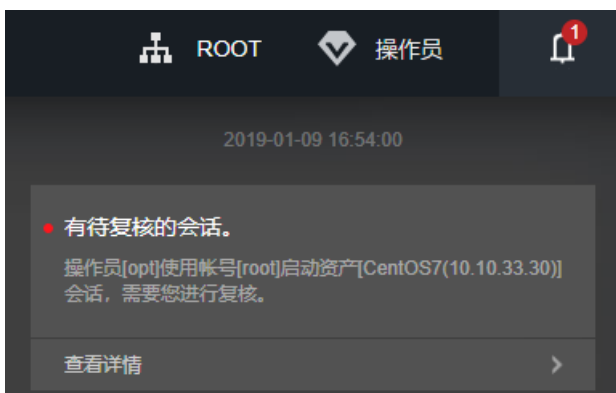 ROOT 操作员 1
2019-01-09 16:54:00
有待复核的会话。
操作员[opt]使用帐号[root]启动资产[CentOS7(10.10.33.30)]
会话，需要您进行复核。
查看详情